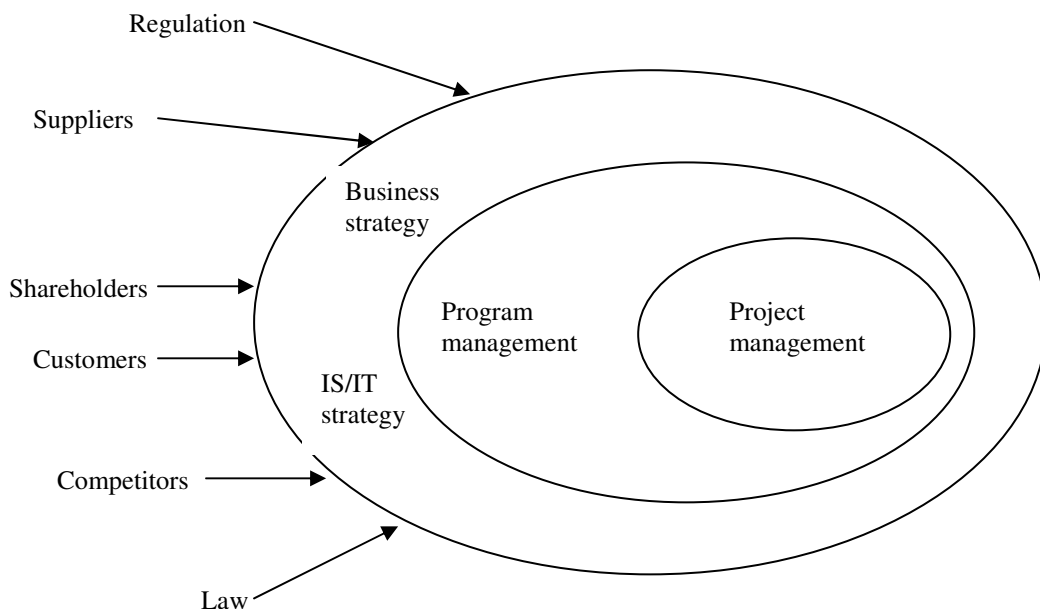 Regulation
Suppliers
Business
strategy
Shareholders
Program
management
Project
management
Customers
IS/IT
strategy
Competitors
Law